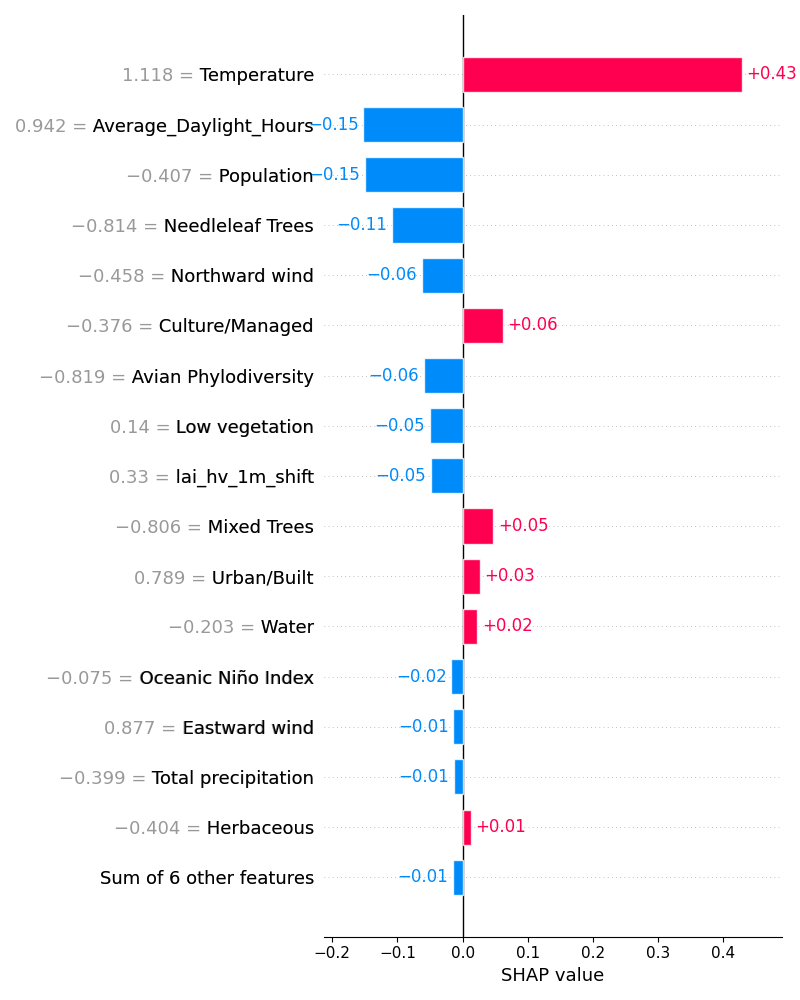 1.118 = Temperature +0.43
0.942 = Average_Daylight_Hours −0.15
−0.407 = Population −0.15
−0.814 = Needleleaf Trees −0.11
−0.458 = Northward wind −0.06
−0.376 = Culture/Managed +0.06
−0.819 = Avian Phylodiversity −0.06
0.14 = Low vegetation −0.05
0.33 = lai_hv_1m_shift −0.05
−0.806 = Mixed Trees +0.05
0.789 = Urban/Built +0.03
−0.203 = Water +0.02
−0.075 = Oceanic Niño Index −0.02
0.877 = Eastward wind −0.01
−0.399 = Total precipitation −0.01
−0.404 = Herbaceous +0.01
Sum of 6 other features −0.01
−0.2 −0.1 0.0 0.1 0.2 0.3 0.4
SHAP value